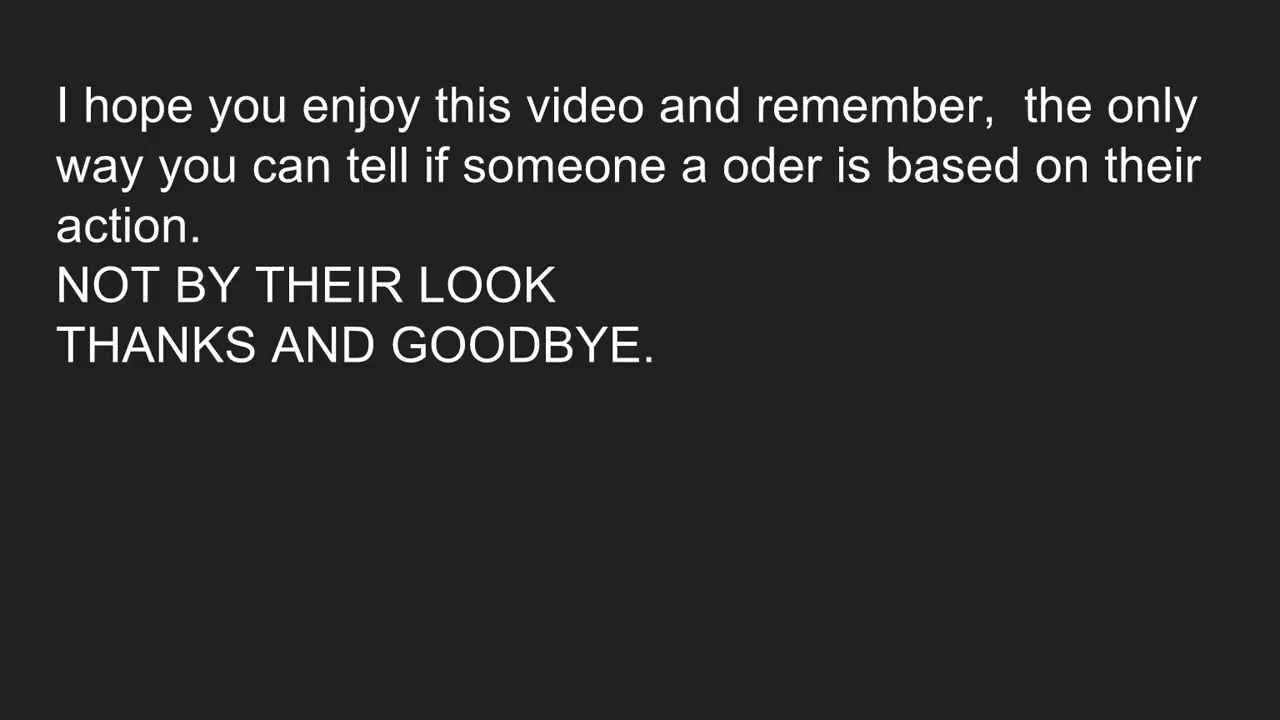 I hope you enjoy this video and remember,  the only
way you can tell if someone a oder is based on their
action.
NOT BY THEIR LOOK
THANKS AND GOODBYE.